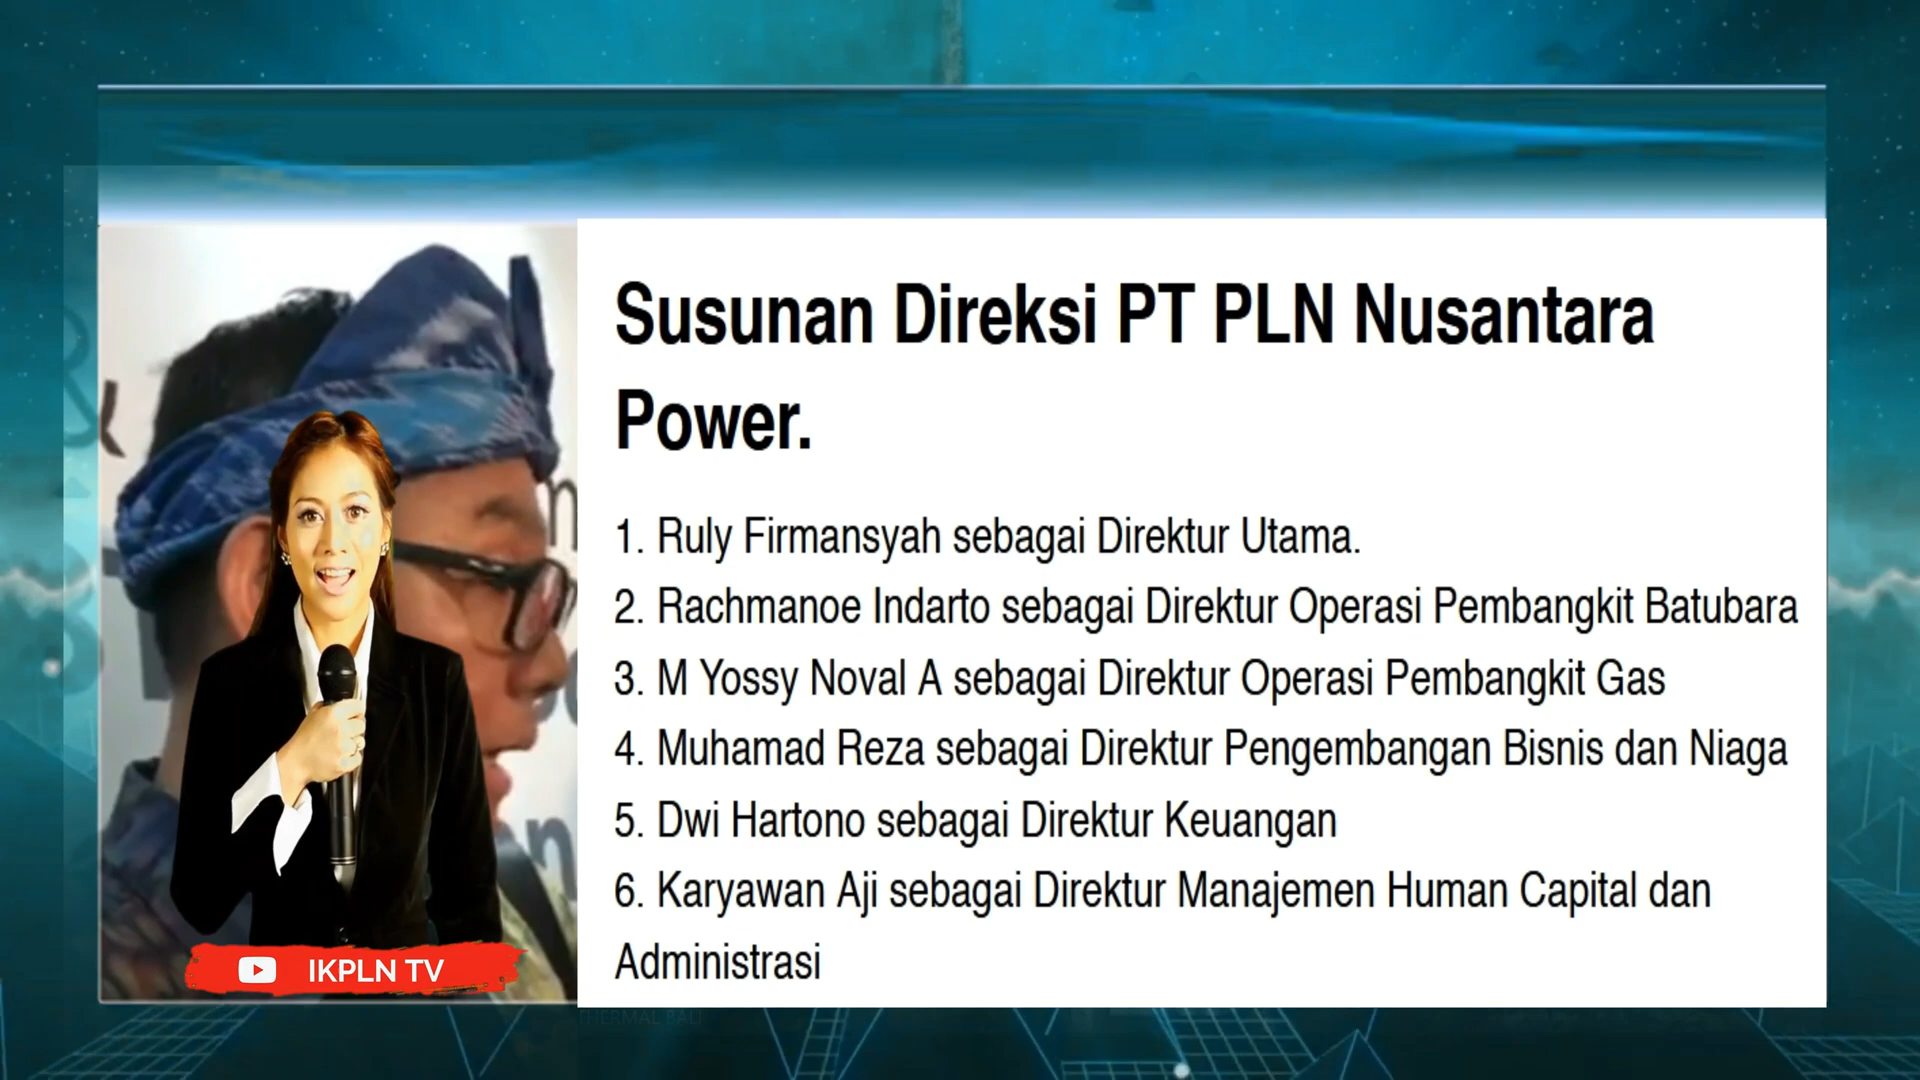 Susunan Direksi PT PLN Nusantara
Power.
1. Ruly Firmansyah sebagai Direktur Utama.
2. Rachmanoe Indarto sebagai Direktur Operasi Pembangkit Batubara
3. M Yossy Noval A sebagai Direktur Operasi Pembangkit Gas
4. Muhamad Reza sebagai Direktur Pengembangan Bisnis dan Niaga
5. Dwi Hartono sebagai Direktur Keuangan
6. Karyawan Aji sebagai Direktur Manajemen Human Capital dan
Administrasi
IKPLN TV
THERMAL BALI